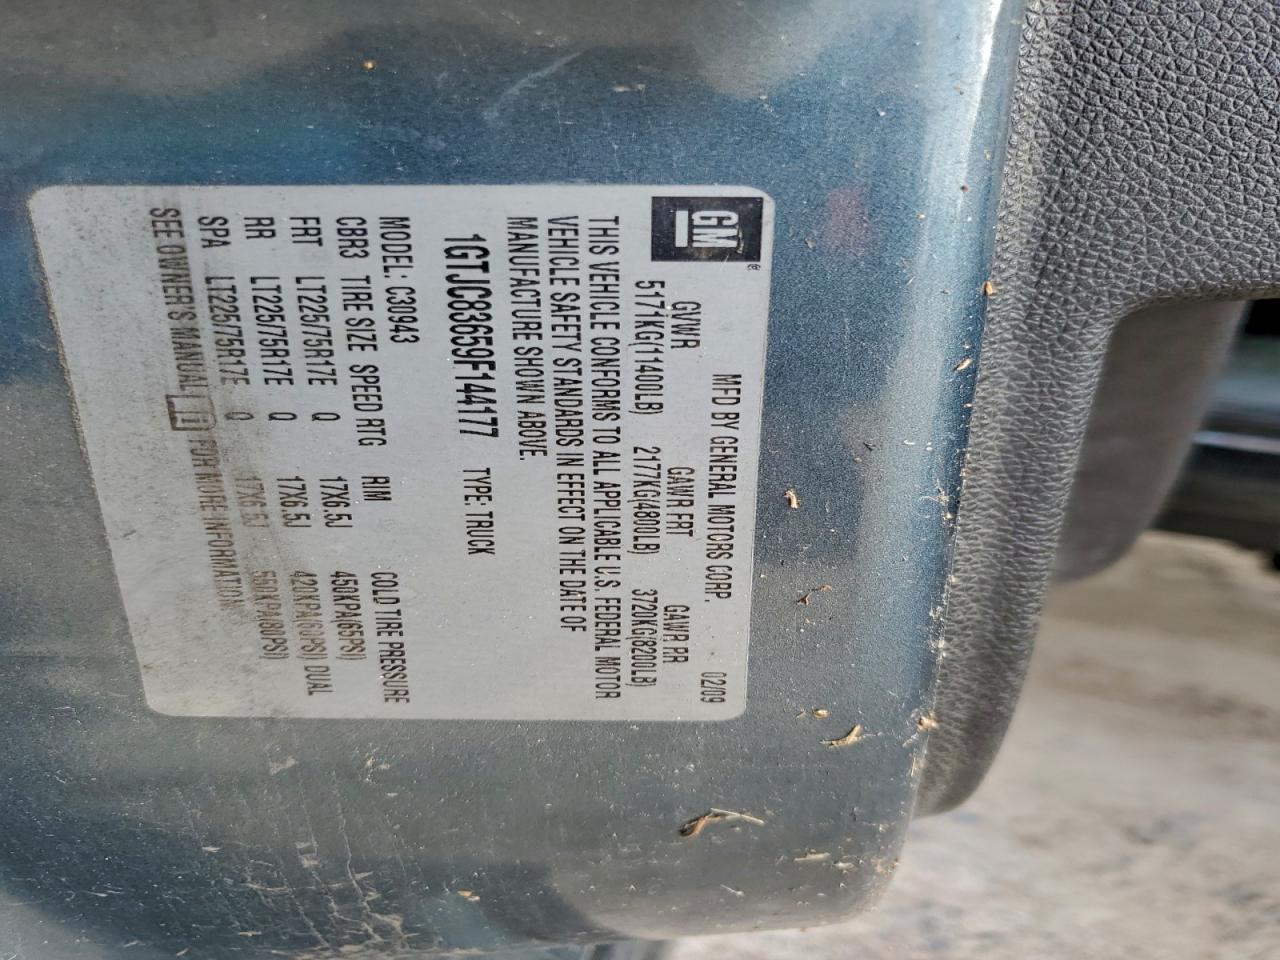 GM®
MFD BY GENERAL MOTORS CORP. 02/09
GVWR GAWR FRT GAWR RR
5171KG(11400LB) 2177KG(4800LB) 3720KG(8200LB)
THIS VEHICLE CONFORMS TO ALL APPLICABLE U.S. FEDERAL MOTOR
VEHICLE SAFETY STANDARDS IN EFFECT ON THE DATE OF
MANUFACTURE SHOWN ABOVE.
1GTJC83659F144177 TYPE: TRUCK
MODEL: C30943
CBR3 TIRE SIZE SPEED RTG RIM COLD TIRE PRESSURE
FRT LT225/75R17E Q 17X6.5J 450KPA(65PSI)
RR LT225/75R17E Q 17X6.5J 420KPA(60PSI) DUAL
SPA LT225/75R17E Q 17X6.5J 550KPA(80PSI)
SEE OWNER'S MANUAL FOR MORE INFORMATION